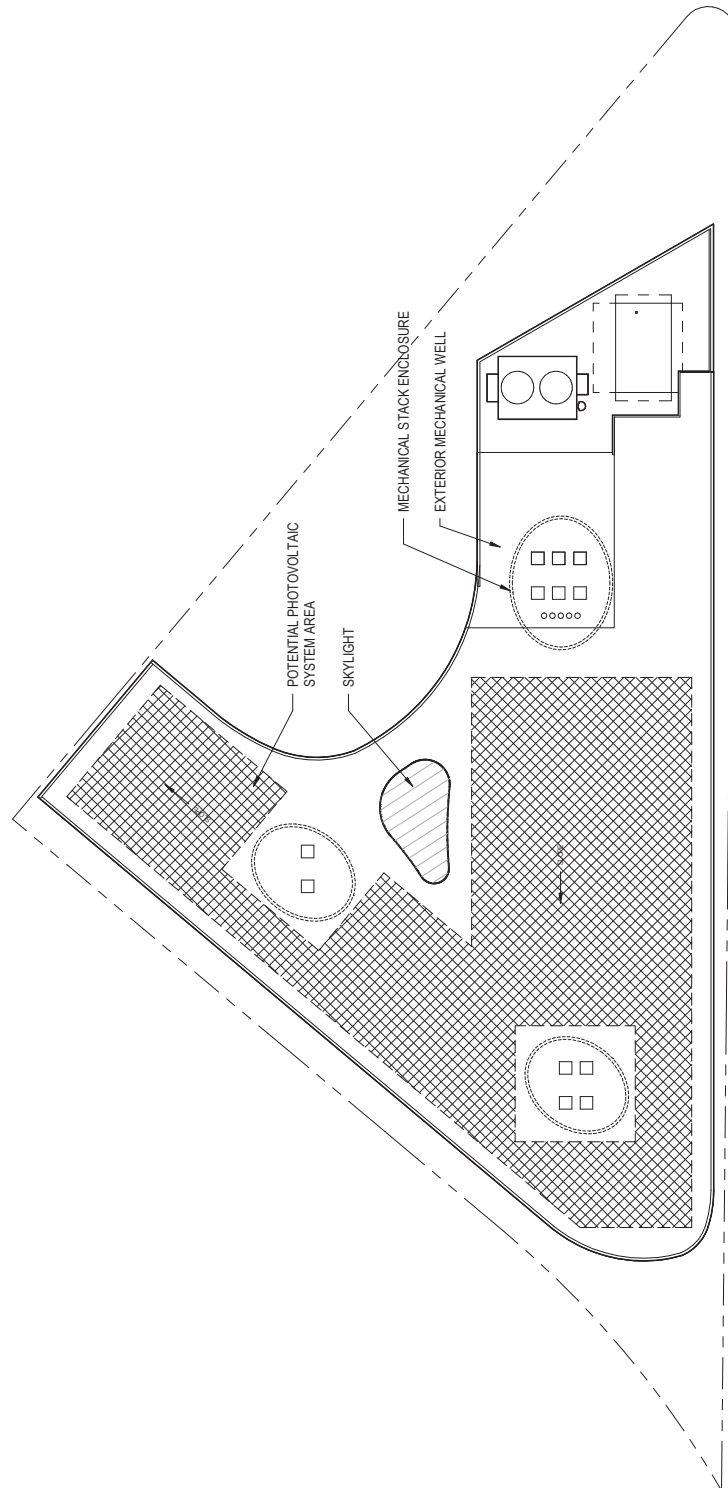 POTENTIAL PHOTOVOLTAIC
SYSTEM AREA
SKYLIGHT
MECHANICAL STACK ENCLOSURE
EXTERIOR MECHANICAL WELL